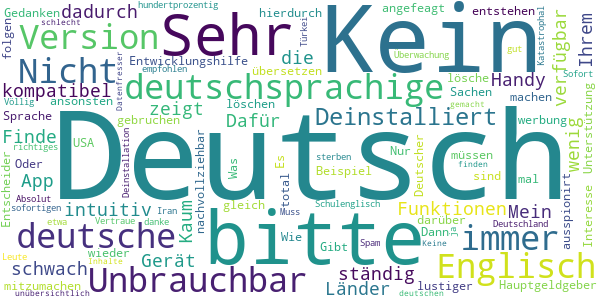 hundertprozentig
Gedanken dadurch
folgen schlecht
Version
Sehr
Kein
angefeagt entstehen
Türkei
Katastrophal
verfügbar
Ihrem
Nicht
Datenfresser
hierdurch
Entwicklungshilfe
empfohlen
übersetzen
die
Überwachung
gut
Sofort
kompatibel
deutschsprachige
lösche
Handy
Völlig
ansonsten
zeigt
löschen
Sachen
machen
gemacht
Sprache
gebruchen
Dafür
Deinstalliert
werbung
wenig
Unterstützung
Finde
richtiges
USA
Deinstallation
nachvollziehbar
Deutsch
Was
Es
sterben
Nur
müssen
finden
Entscheider
Oder
App
Kaum
total
Beispiel
Deutscher
sind
mal
ausspioniert
Interesse
Absolut
intuitiv
gleich
Schulenglisch
Funktionen
Mein
sofortigen
Vertraue
Iran
bitte
Wie
Muss
darüber
Dann
ja
Deutschland
deutsche
etwa
danke
wieder
Gibt
Spam
Keine
immer
schwach
Gerät
ständig
Englisch
Leute
Inhalte
mitzumachen
Unbrauchbar
Länder
lustiger
Hauptgeldgeber
unübersichtlich
deutschen